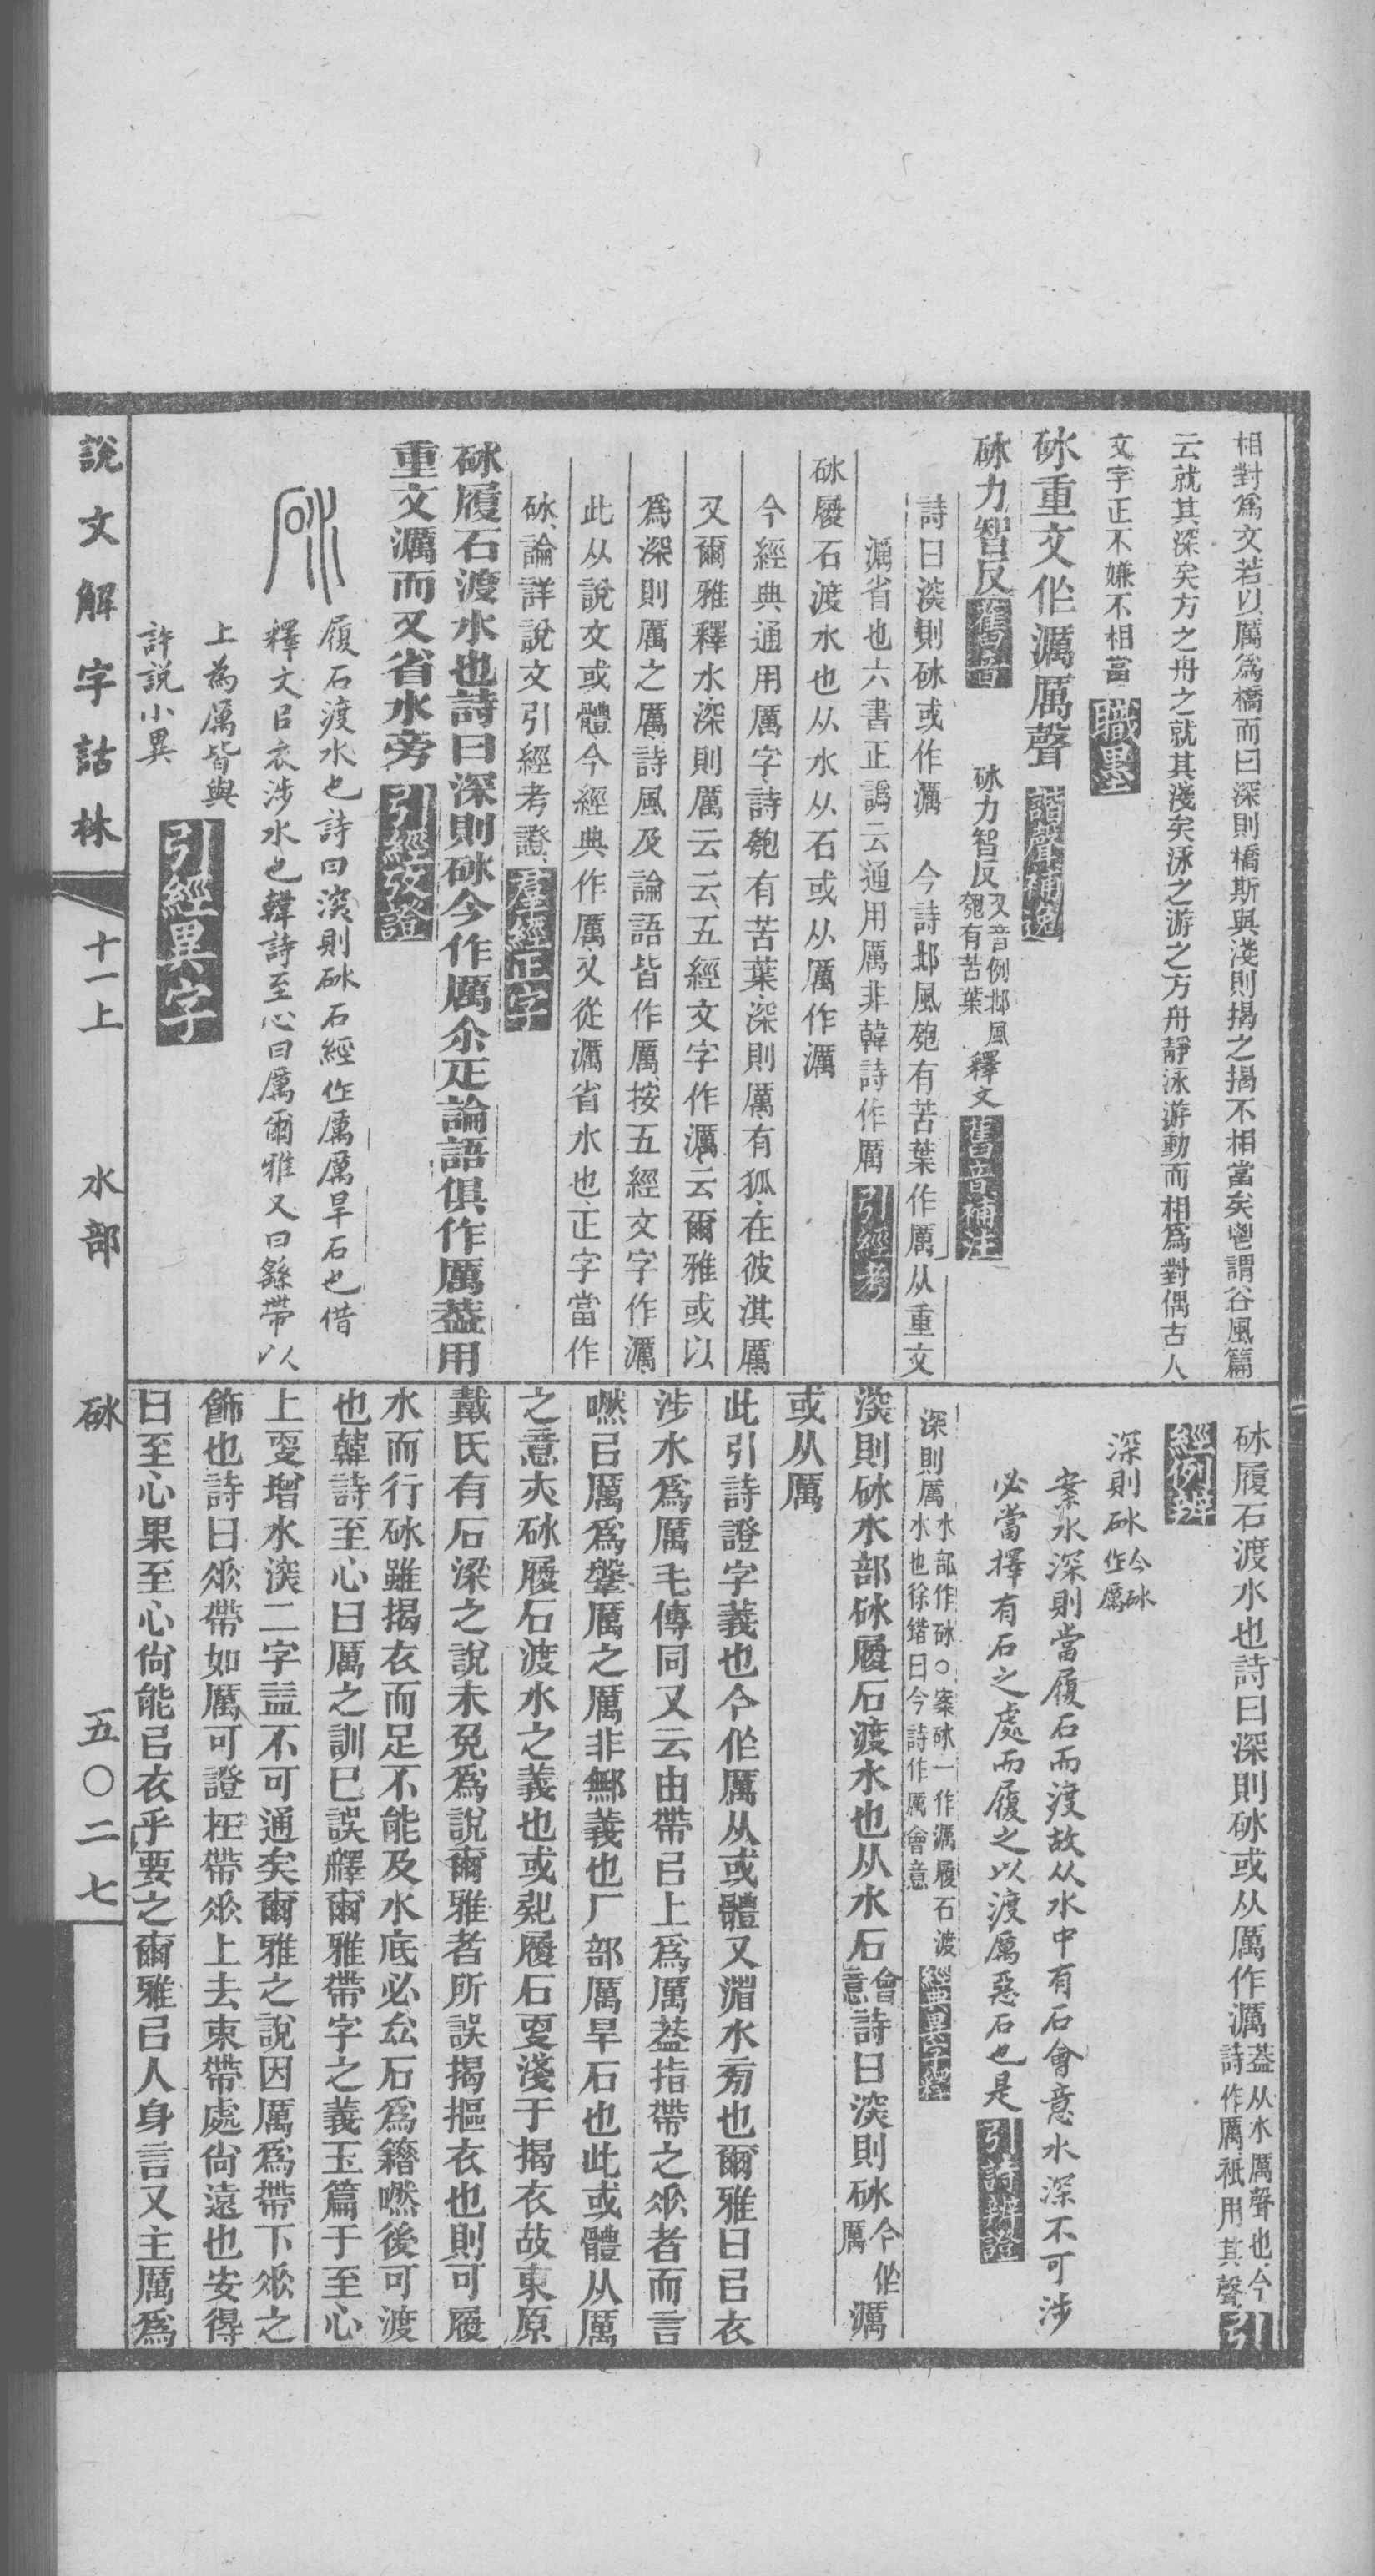 相對爲文若以厲爲橋而曰深則橋斯與淺則揭之揭不相當矣鄙謂谷風篇
云就其深矣方之舟之就其淺矣泳之游之方舟靜泳游動而相爲對偶古人
文字正不嫌不相當職墨
砅重文作濿厲聲諧聲補逸
砅力智反舊音
砅力智反又音例邶風匏有苦葉釋文舊音補注
詩曰深則砅或作濿 今詩邶風匏有苦葉作厲从重文
濿省也六書正譌云通用厲非韓詩作厲引經考
砅履石渡水也从水从石或从厲作濿
今經典通用厲字詩匏有苦葉深則厲有狐在彼淇厲
又爾雅釋水深則厲云云五經文字作濿云爾雅或以
爲深則厲之厲詩風及論語皆作厲按五經文字作濿
此从說文或體今經典作厲又從濿省水也正字當作
砅論詳說文引經考證羣經正字
砅履石渡水也詩曰深則砅今作厲尒疋論語俱作厲葢用
重文濿而又省水旁引經攷證
砅
履石渡水也詩曰深則砅石經作厲厲旱石也借
釋文㠯衣涉水也韓詩至心曰厲爾雅又曰繇帶以
上為厲皆與
許說小異引經異字
砅履石渡水也詩曰深則砅或从厲作濿葢从水厲聲也今詩作厲祗用其聲引
經例辨
深則砅今砅作厲
案水深則當履石而渡故从水中有石會意水深不可涉
必當擇有石之處而履之以渡厲惡石也是引詩辨證
深則厲水部作砅○案砅一作濿履石渡水也徐鍇曰今詩作厲會意經異字釋
深則砅水部砅履石渡水也从水石會意詩曰深則砅今作厲濿
或从厲
此引詩證字義也今作厲从或體又湝水㫄也爾雅曰㠯衣
涉水爲厲毛傳同又云由帶㠯上爲厲葢指帶之垂者而言
嘫㠯厲爲鞶厲之厲非無義也厂部厲旱石也此或體从厲
之意亦砅履石渡水之義也或疑履石更淺于揭衣故東原
戴氏有石梁之說未免爲說爾雅者所誤揭摳衣也則可履
水而行砅雖揭衣而足不能及水底必厽石爲簵嘫後可渡
也韓詩至心曰厲之訓已誤釋爾雅帶字之義玉篇于至心
上更增水深二字益不可通矣爾雅之說因厲爲帶下垂之
飾也詩曰垂帶如厲可證在帶垂上去束帶處尙遠也安得
曰至心果至心尙能㠯衣乎要之爾雅㠯人身言又主厲爲
說文解字詁林 十一上 水部 砅 五〇二七